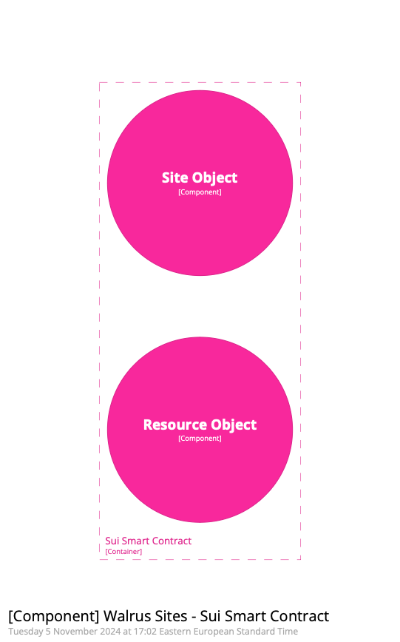 Site Object
[Component]
Resource Object
[Component]
Sui Smart Contract
[Container]
[Component] Walrus Sites - Sui Smart Contract
Tuesday 5 November 2024 at 17:02 Eastern European Standard Time